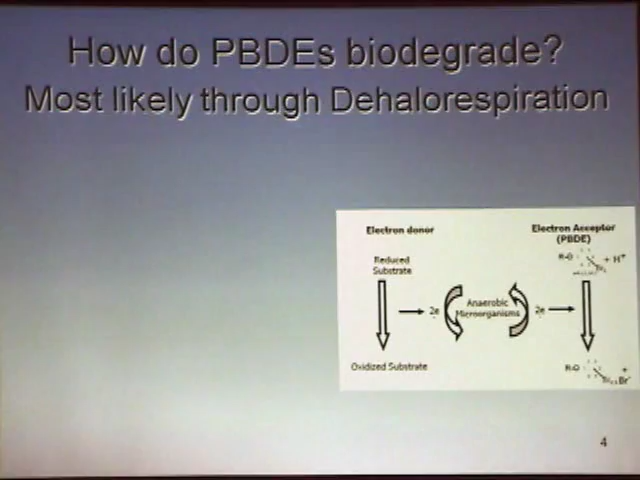 How do PBDEs biodegrade?
Most likely through Dehalorespiration
Electron donor
Electron Acceptor
(PBDE)
Reduced
Substrate
R-O
+ H+
2e
Anaerobic
Microorganisms
2e
Oxidized Substrate
R-O
+
Br-
4